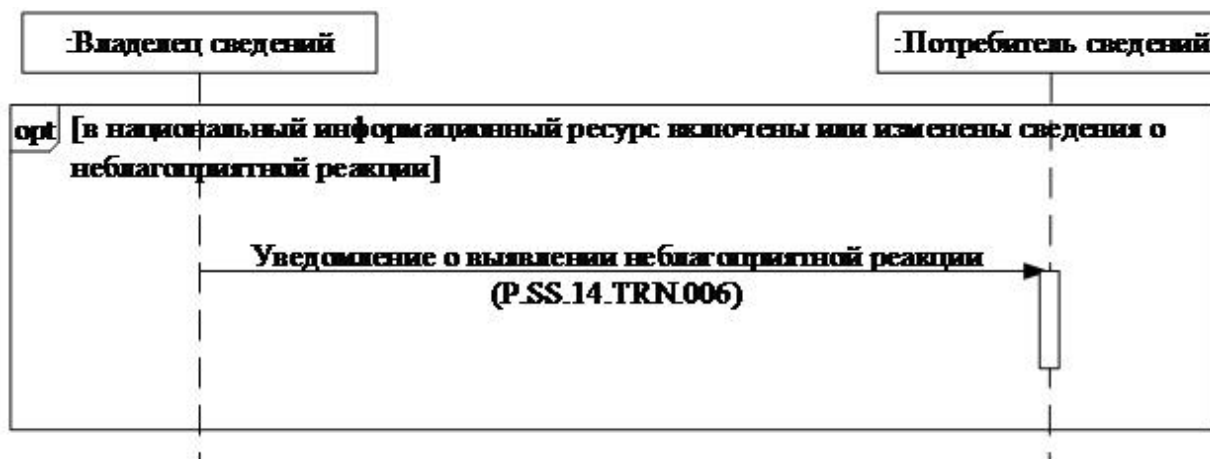 :Владелец сведений
:Потребитель сведений
opt
[в национальный информационный ресурс включены или изменены сведения о
неблагоприятной реакции]
Уведомление о выявлении неблагоприятной реакции
(P.SS.14.TRN.006)